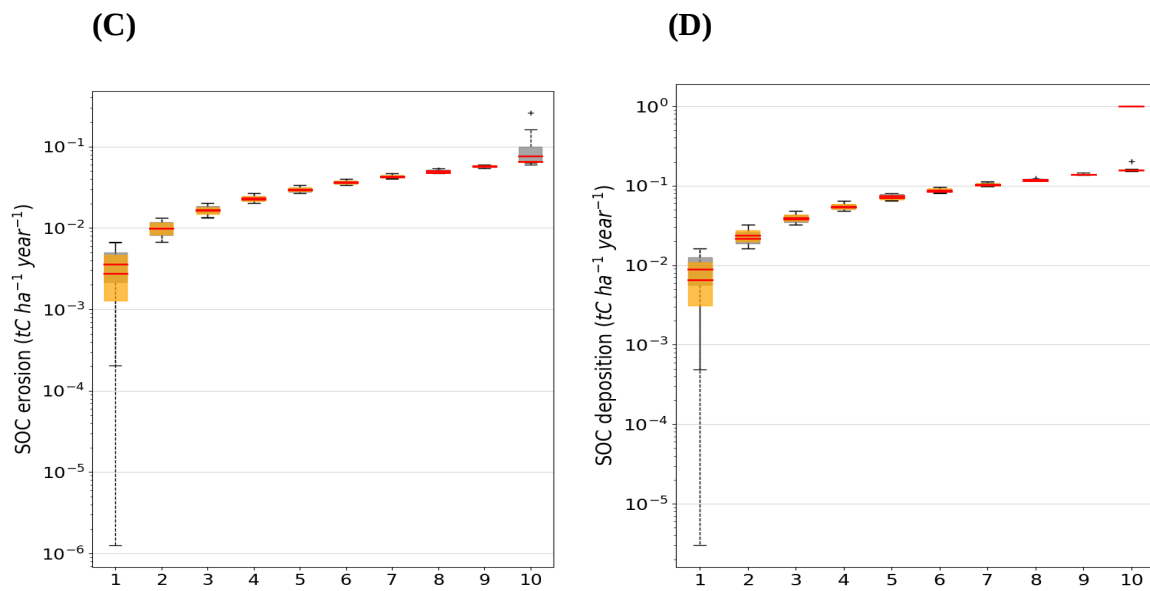 (C)
SOC erosion (tC ha⁻¹ year⁻¹)
10⁻¹
10⁻²
10⁻³
10⁻⁴
10⁻⁵
10⁻⁶
1 2 3 4 5 6 7 8 9 10
(D)
SOC deposition (tC ha⁻¹ year⁻¹)
10⁰
10⁻¹
10⁻²
10⁻³
10⁻⁴
10⁻⁵
1 2 3 4 5 6 7 8 9 10